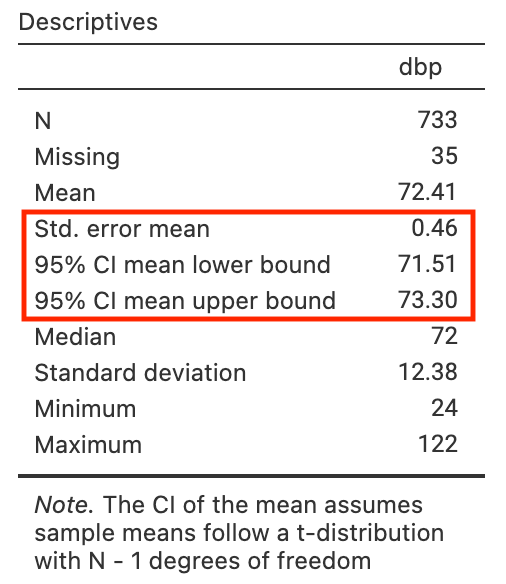 Descriptives
dbp
N 733
Missing 35
Mean 72.41
Std. error mean 0.46
95% CI mean lower bound 71.51
95% CI mean upper bound 73.30
Median 72
Standard deviation 12.38
Minimum 24
Maximum 122
Note. The CI of the mean assumes
sample means follow a t-distribution
with N - 1 degrees of freedom